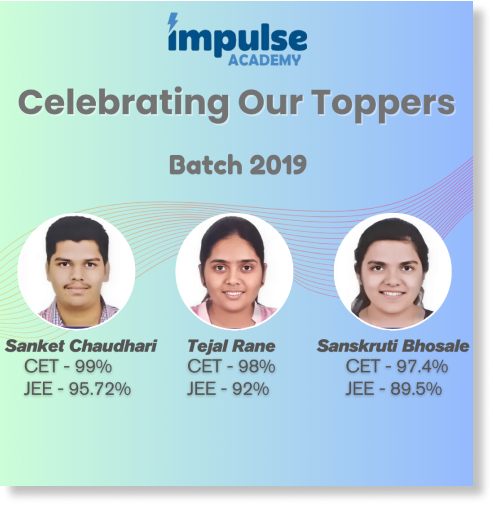 impulse
ACADEMY
Celebrating Our Toppers
Batch 2019
Sanket Chaudhari
CET - 99%
JEE - 95.72%
Tejal Rane
CET - 98%
JEE - 92%
Sanskruti Bhosale
CET - 97.4%
JEE - 89.5%